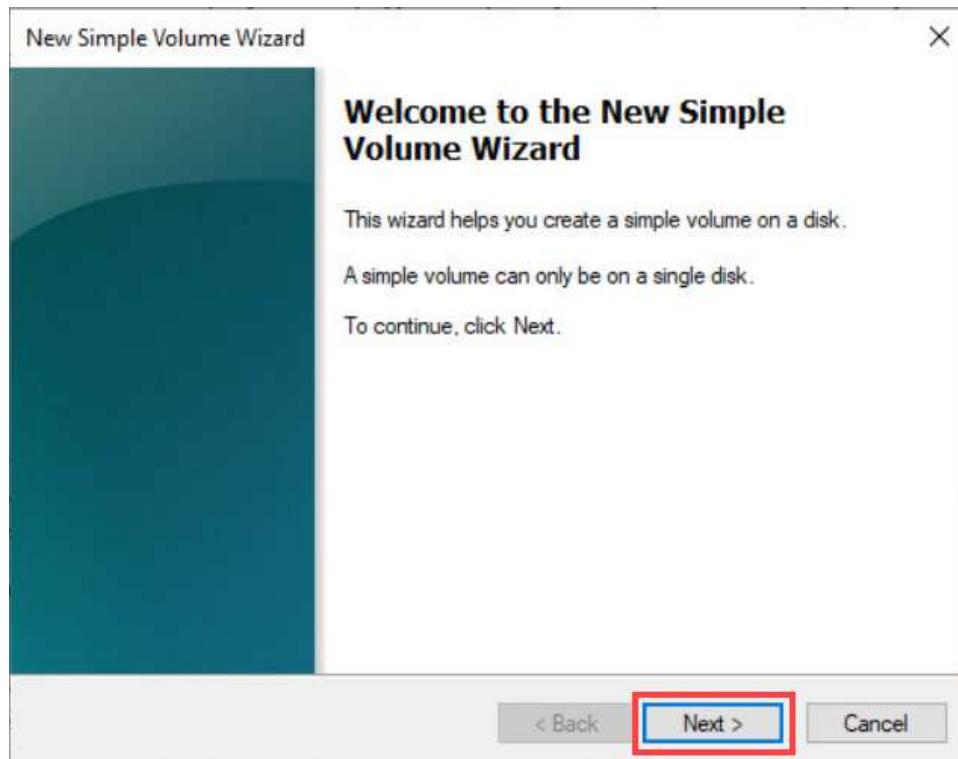 New Simple Volume Wizard
Welcome to the New Simple
Volume Wizard
This wizard helps you create a simple volume on a disk.
A simple volume can only be on a single disk.
To continue, click Next.
< Back
Next >
Cancel